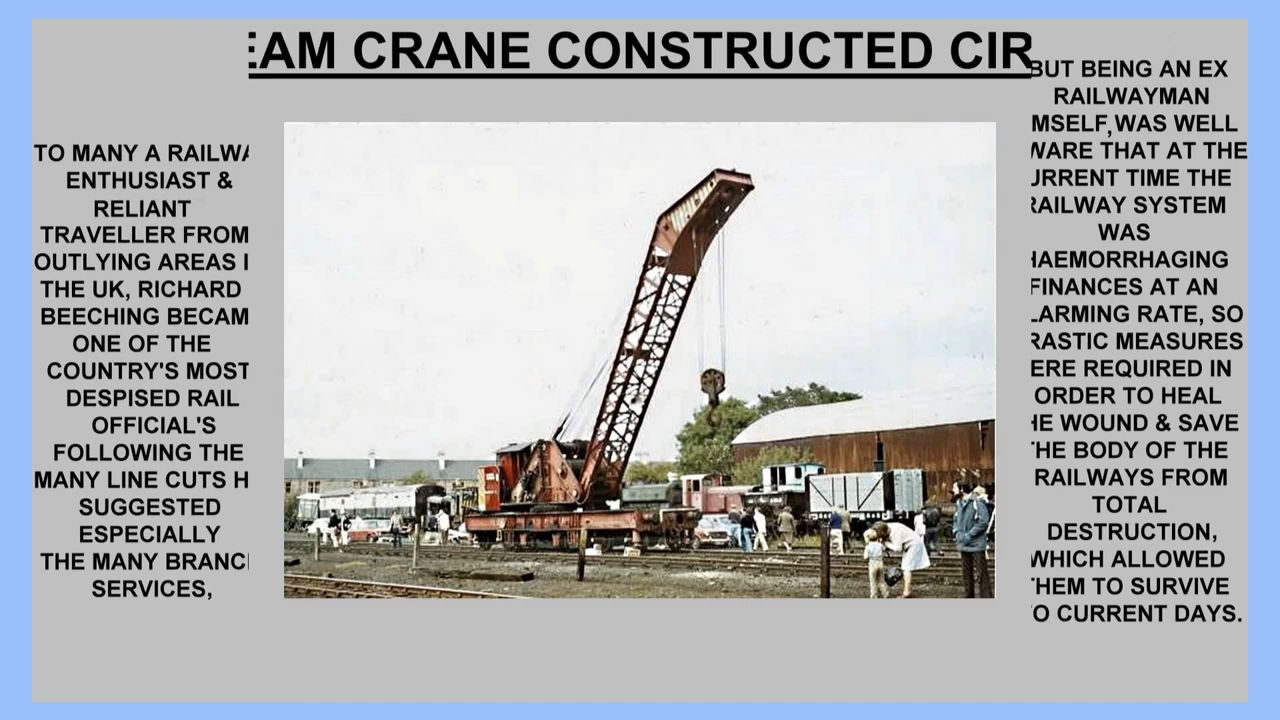 EAM CRANE CONSTRUCTED CIR
TO MANY A RAILWA
ENTHUSIAST &
RELIANT
TRAVELLER FROM
OUTLYING AREAS I
THE UK, RICHARD
BEECHING BECAM
ONE OF THE
COUNTRY'S MOST
DESPISED RAIL
OFFICIAL'S
FOLLOWING THE
MANY LINE CUTS H
SUGGESTED
ESPECIALLY
THE MANY BRANC
SERVICES,
BUT BEING AN EX
RAILWAYMAN
MSELF, WAS WELL
WARE THAT AT THE
URRENT TIME THE
RAILWAY SYSTEM
WAS
HAEMORRHAGING
FINANCES AT AN
LARMING RATE, SO
RASTIC MEASURES
ERE REQUIRED IN
ORDER TO HEAL
HE WOUND & SAVE
THE BODY OF THE
RAILWAYS FROM
TOTAL
DESTRUCTION,
WHICH ALLOWED
THEM TO SURVIVE
TO CURRENT DAYS.